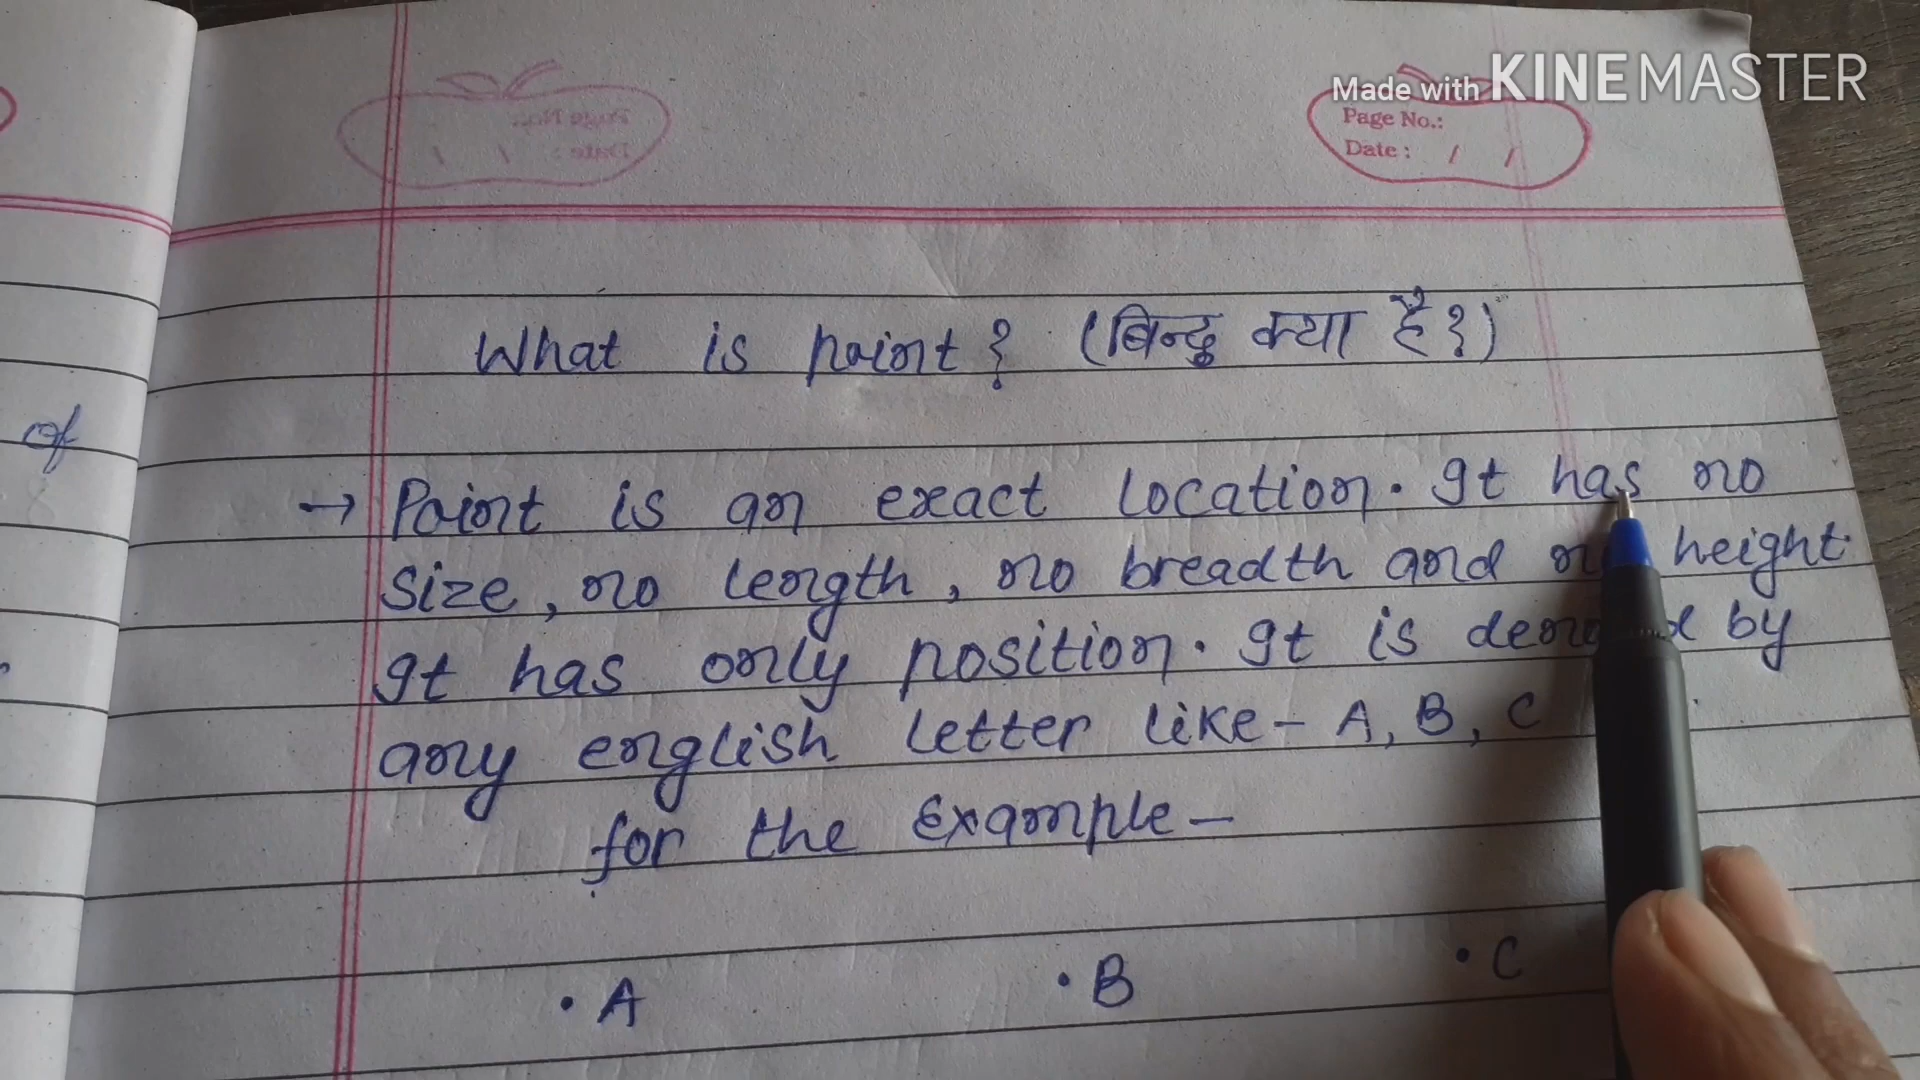 Made with KINEMASTER
Page No.:
Date : / /
What is point? (बिन्दु क्या है?)
of
→ Point is an exact location. It has no
size, no length, no breadth and no height.
It has only position. It is by
any english letter like - A, B, C
for the Example -
• A • B • C